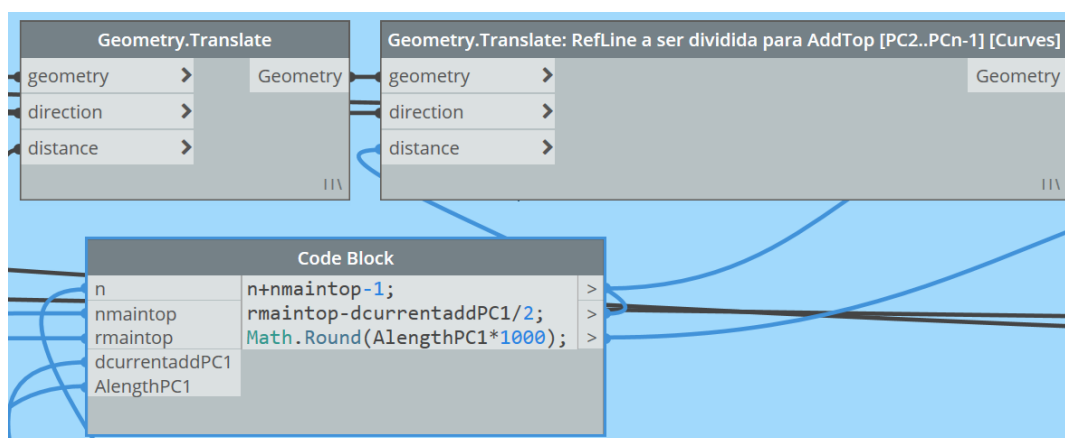 Geometry.Translate
geometry > Geometry
direction >
distance >
Geometry.Translate: RefLine a ser dividida para AddTop [PC2..PCn-1] [Curves]
geometry > Geometry
direction >
distance >
Code Block
n n+nmaintop-1; >
nmaintop rmaintop-dcurrentaddPC1/2; >
rmaintop Math.Round(AlengthPC1*1000); >
dcurrentaddPC1
AlengthPC1